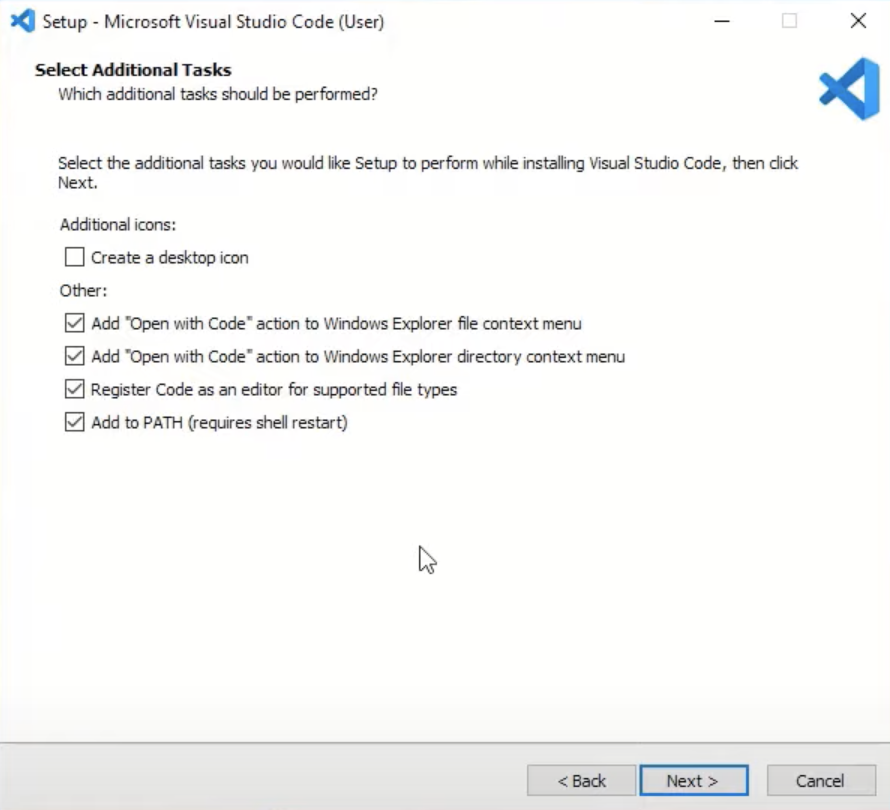 Setup - Microsoft Visual Studio Code (User)
Select Additional Tasks
Which additional tasks should be performed?
Select the additional tasks you would like Setup to perform while installing Visual Studio Code, then click
Next.
Additional icons:
Create a desktop icon
Other:
Add "Open with Code" action to Windows Explorer file context menu
Add "Open with Code" action to Windows Explorer directory context menu
Register Code as an editor for supported file types
Add to PATH (requires shell restart)
< Back
Next >
Cancel